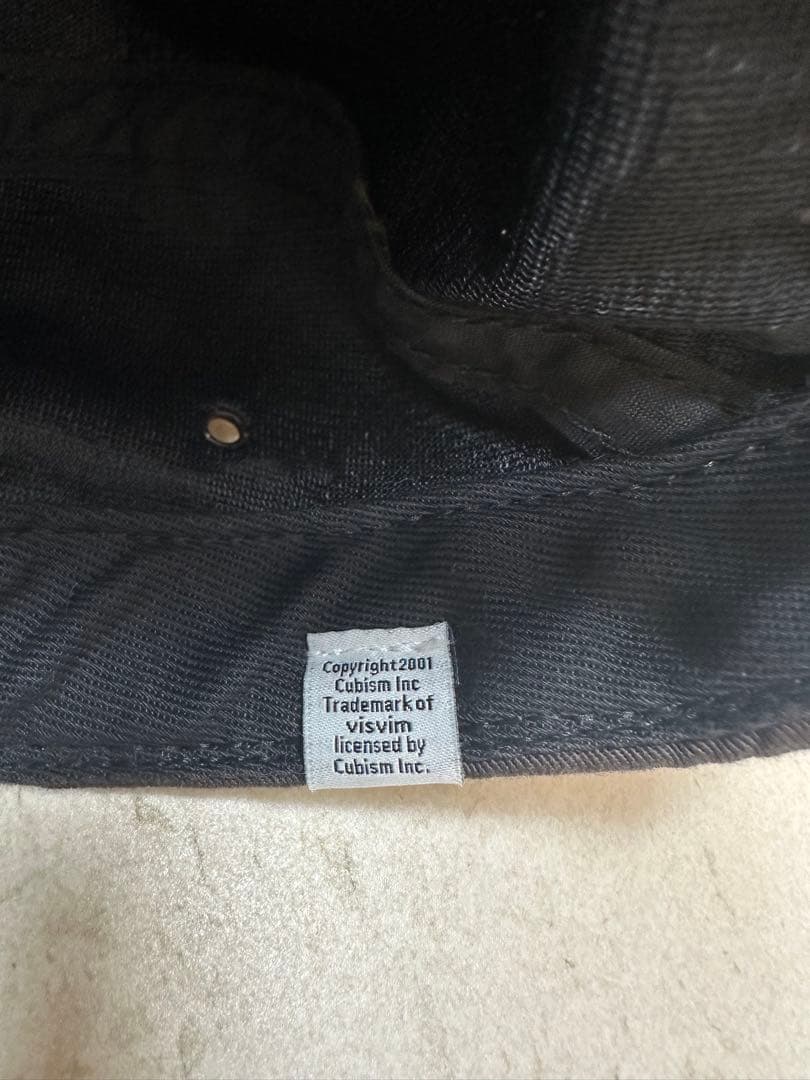 Copyright 2001
Cubism Inc
Trademark of
visvim
licensed by
Cubism Inc.